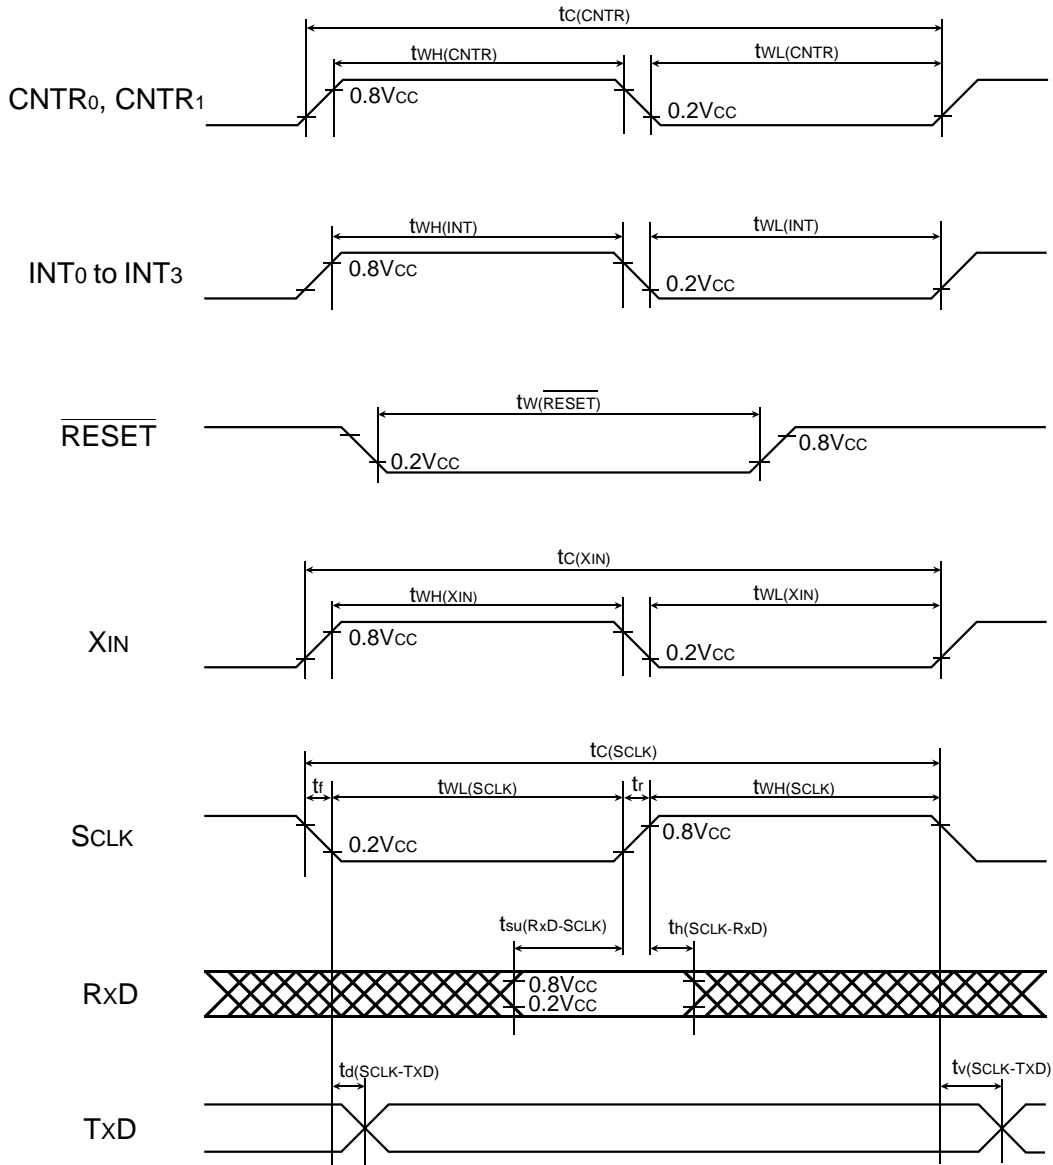 tC(CNTR)
tWH(CNTR) tWL(CNTR)
CNTR0, CNTR1 0.8VCC 0.2VCC
tWH(INT) tWL(INT)
INT0 to INT3 0.8VCC 0.2VCC
tW(RESET)
RESET 0.2VCC 0.8VCC
tC(XIN)
tWH(XIN) tWL(XIN)
XIN 0.8VCC 0.2VCC
tC(SCLK)
tf tWL(SCLK) tr tWH(SCLK)
SCLK 0.2VCC 0.8VCC
tsu(RxD-SCLK) th(SCLK-RxD)
RXD 0.8VCC
0.2VCC
td(SCLK-TXD) tv(SCLK-TXD)
TXD